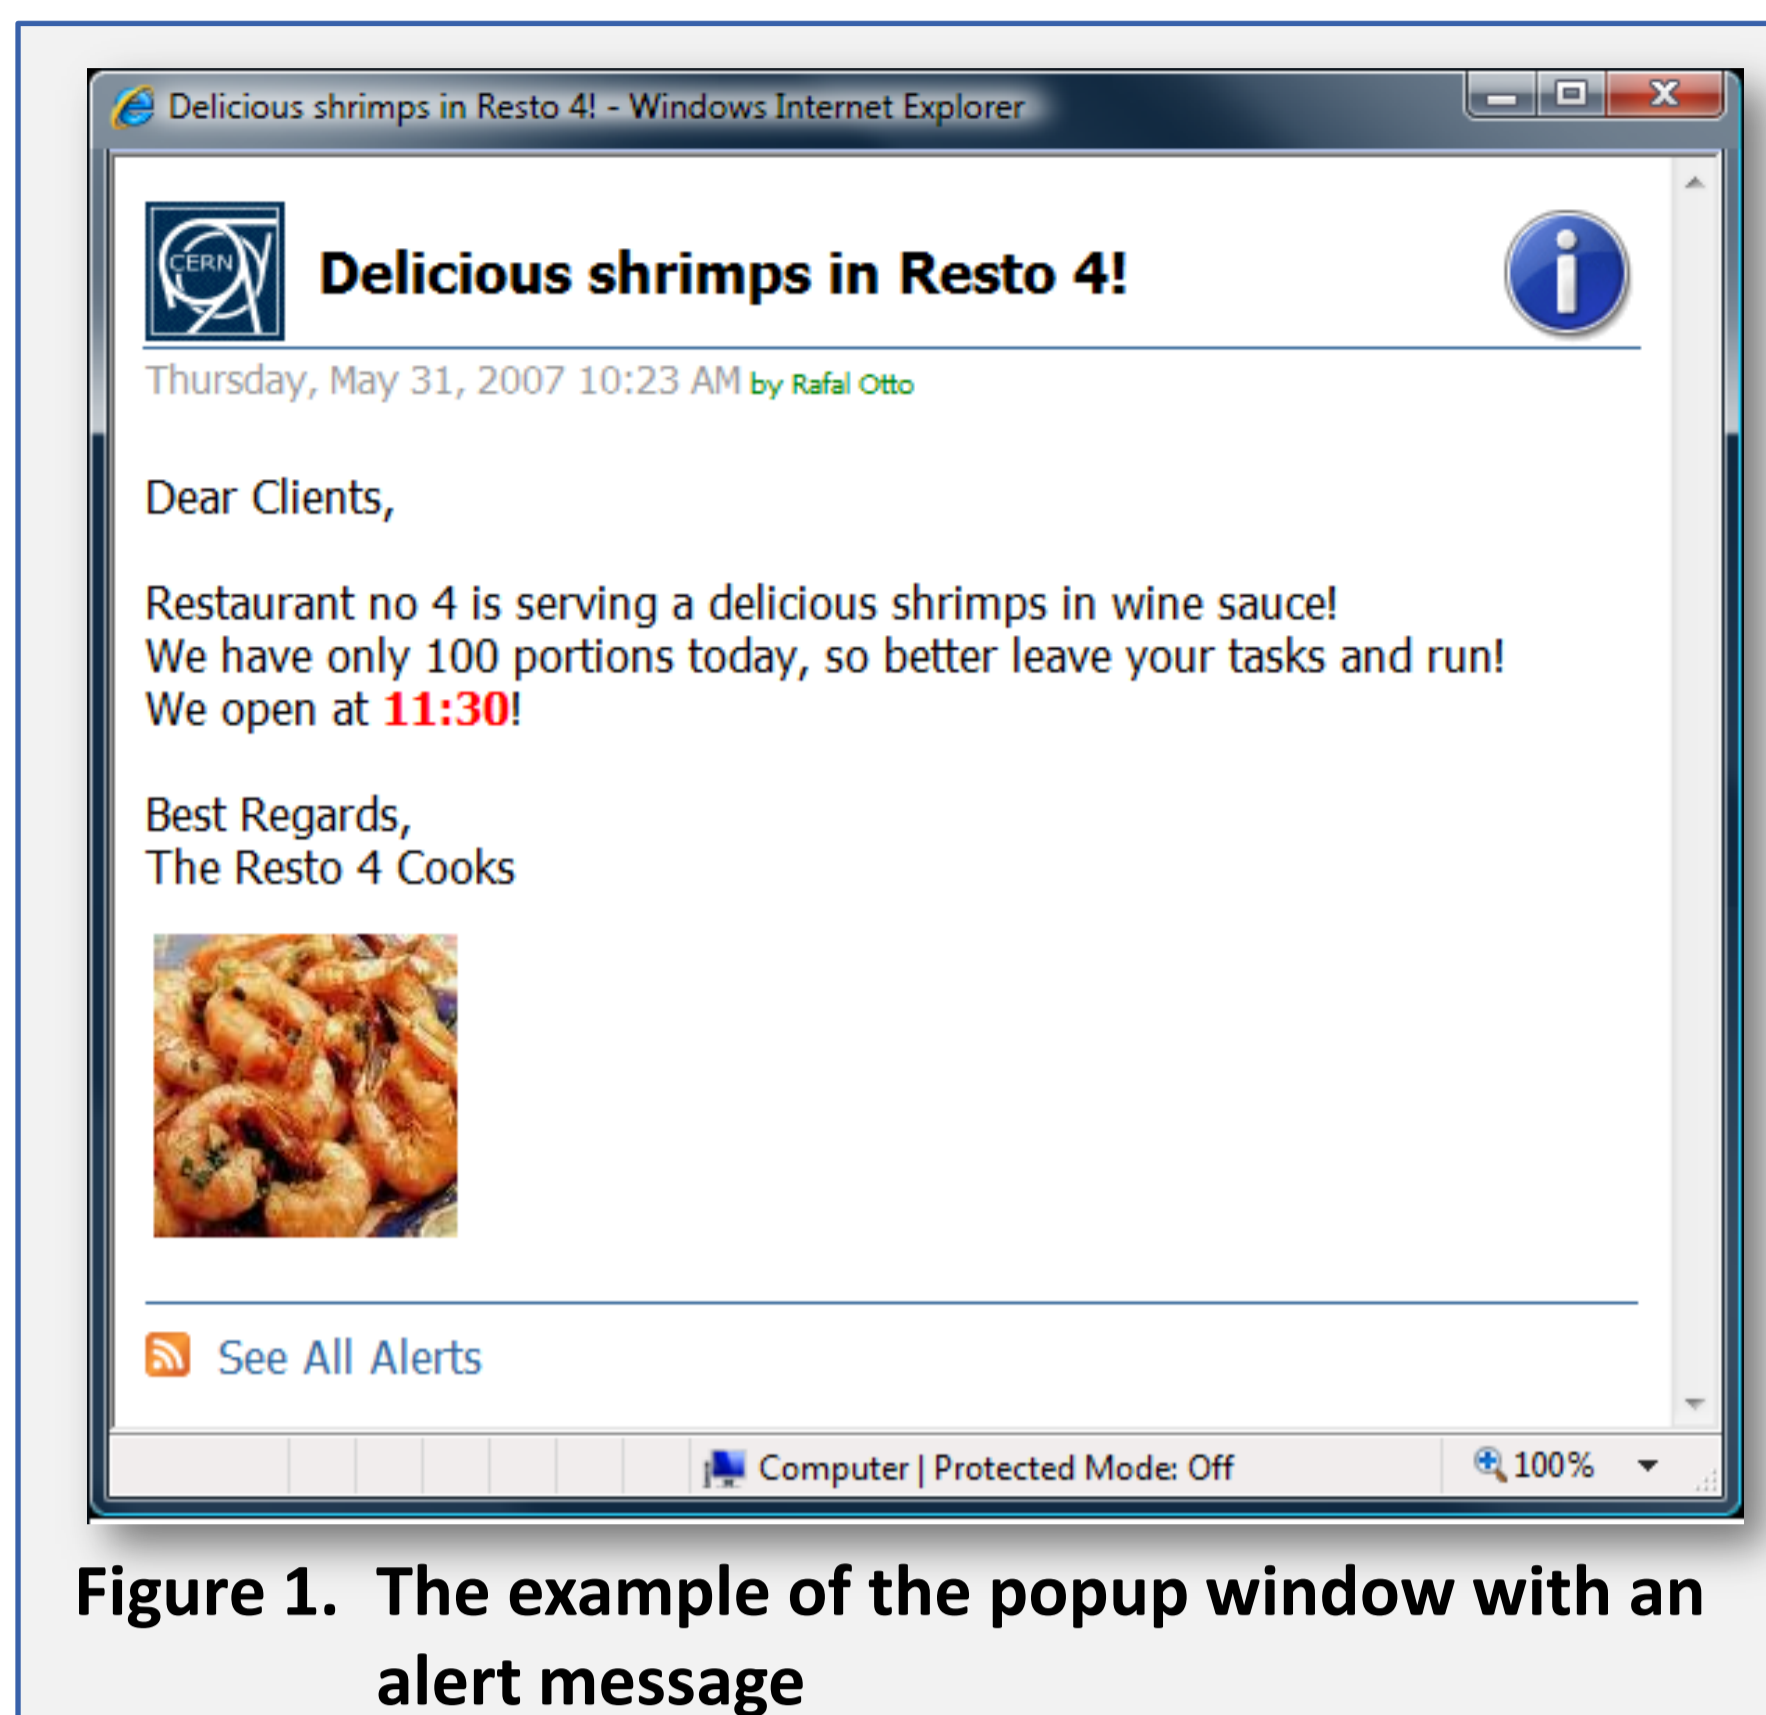 Delicious shrimps in Resto 4! - Windows Internet Explorer
CERN
Delicious shrimps in Resto 4!
Thursday, May 31, 2007 10:23 AM by Rafal Otto
Dear Clients,
Restaurant no 4 is serving a delicious shrimps in wine sauce!
We have only 100 portions today, so better leave your tasks and run!
We open at 11:30!
Best Regards,
The Resto 4 Cooks
See All Alerts
Computer | Protected Mode: Off
100%
Figure 1. The example of the popup window with an
alert message